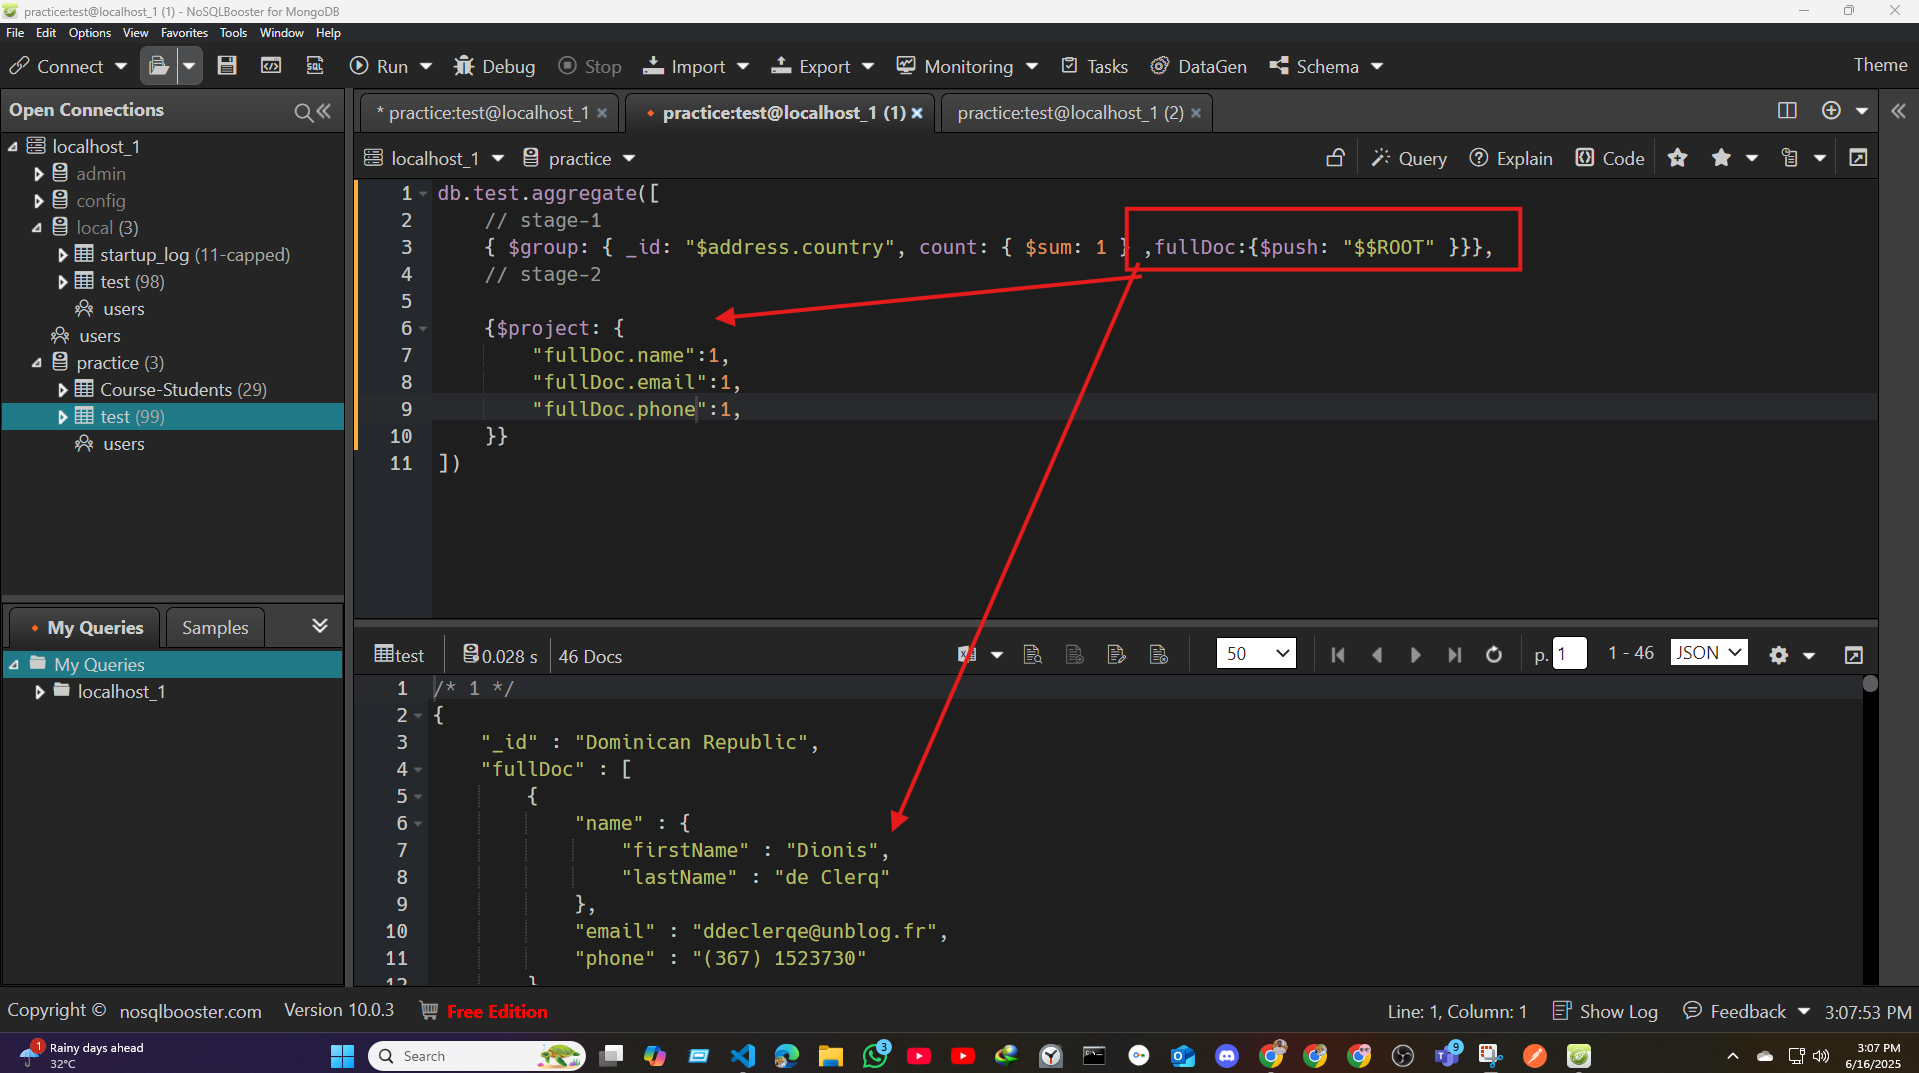 practice:test@localhost_1 (1) - NoSQLBooster for MongoDB
File Edit Options View Favorites Tools Window Help
Connect SQL Run Debug Stop Import Export Monitoring Tasks DataGen Schema Theme
Open Connections
* practice:test@localhost_1 practice:test@localhost_1 (1) practice:test@localhost_1 (2)
localhost_1 practice Query Explain Code
localhost_1
admin
config
local (3)
startup_log (11-capped)
test (98)
users
users
practice (3)
Course-Students (29)
test (99)
users
1 db.test.aggregate([
2 // stage-1
3 { $group: { _id: "$address.country", count: { $sum: 1 } ,fullDoc:{$push: "$$ROOT" }}},
4 // stage-2
5
6 {$project: {
7 "fullDoc.name":1,
8 "fullDoc.email":1,
9 "fullDoc.phone":1,
10 }}
11 ])
My Queries Samples
My Queries
localhost_1
test 0.028 s 46 Docs 50 p. 1 1 - 46 JSON
1 /* 1 */
2 {
3 "_id" : "Dominican Republic",
4 "fullDoc" : [
5 {
6 "name" : {
7 "firstName" : "Dionis",
8 "lastName" : "de Clerq"
9 },
10 "email" : "ddeclerqe@unblog.fr",
11 "phone" : "(367) 1523730"
12 }
Copyright © nosqlbooster.com Version 10.0.3 Free Edition Line: 1, Column: 1 Show Log Feedback 3:07:53 PM
1 Rainy days ahead
32°C
Search
3
9
3:07 PM
6/16/2025